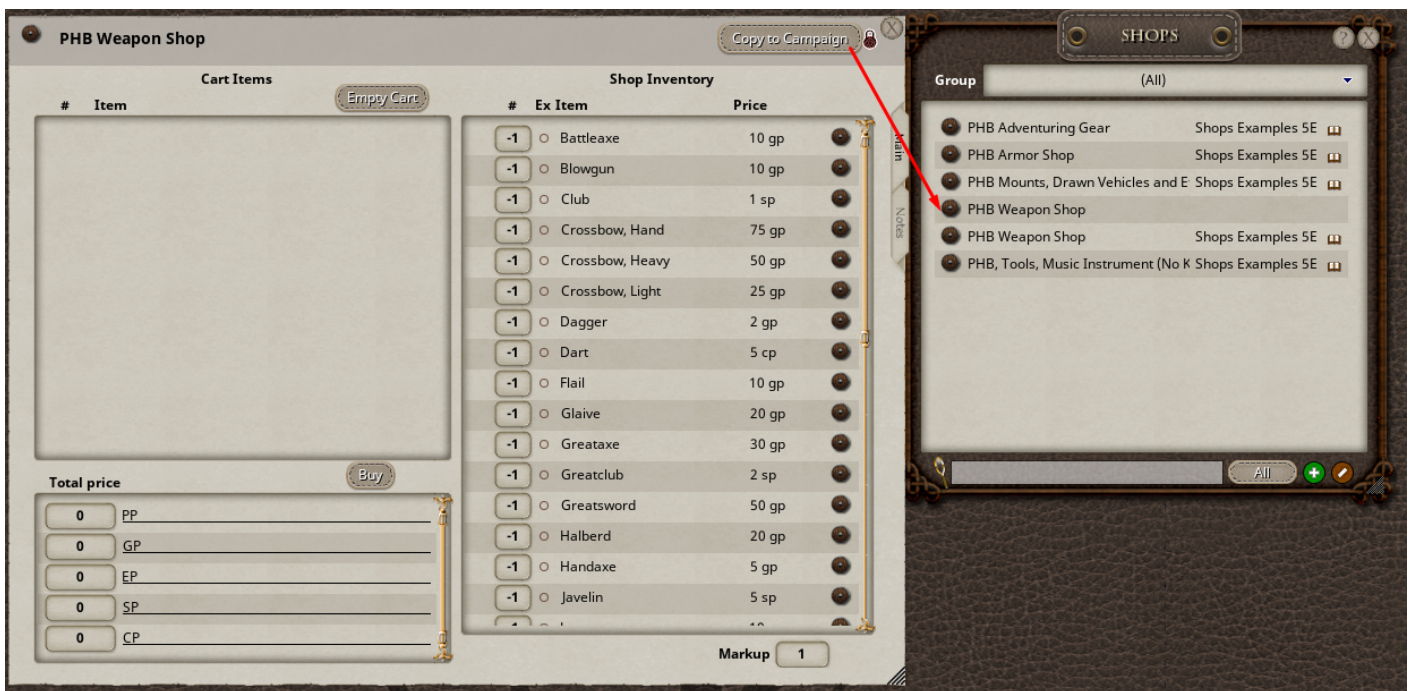 PHB Weapon Shop
Copy to Campaign
X
Cart Items
Empty Cart
# Item
Shop Inventory
# Ex Item Price
-1 Battleaxe 10 gp
-1 Blowgun 10 gp
-1 Club 1 sp
-1 Crossbow, Hand 75 gp
-1 Crossbow, Heavy 50 gp
-1 Crossbow, Light 25 gp
-1 Dagger 2 gp
-1 Dart 5 cp
-1 Flail 10 gp
-1 Glaive 20 gp
-1 Greataxe 30 gp
-1 Greatclub 2 sp
-1 Greatsword 50 gp
-1 Halberd 20 gp
-1 Handaxe 5 gp
-1 Javelin 5 sp
Markup 1
Total price
Buy
0 PP
0 GP
0 EP
0 SP
0 CP
Main
Notes
SHOPS
? X
Group (All)
PHB Adventuring Gear Shops Examples 5E
PHB Armor Shop Shops Examples 5E
PHB Mounts, Drawn Vehicles and E Shops Examples 5E
PHB Weapon Shop
PHB Weapon Shop Shops Examples 5E
PHB, Tools, Music Instrument (No K Shops Examples 5E
All